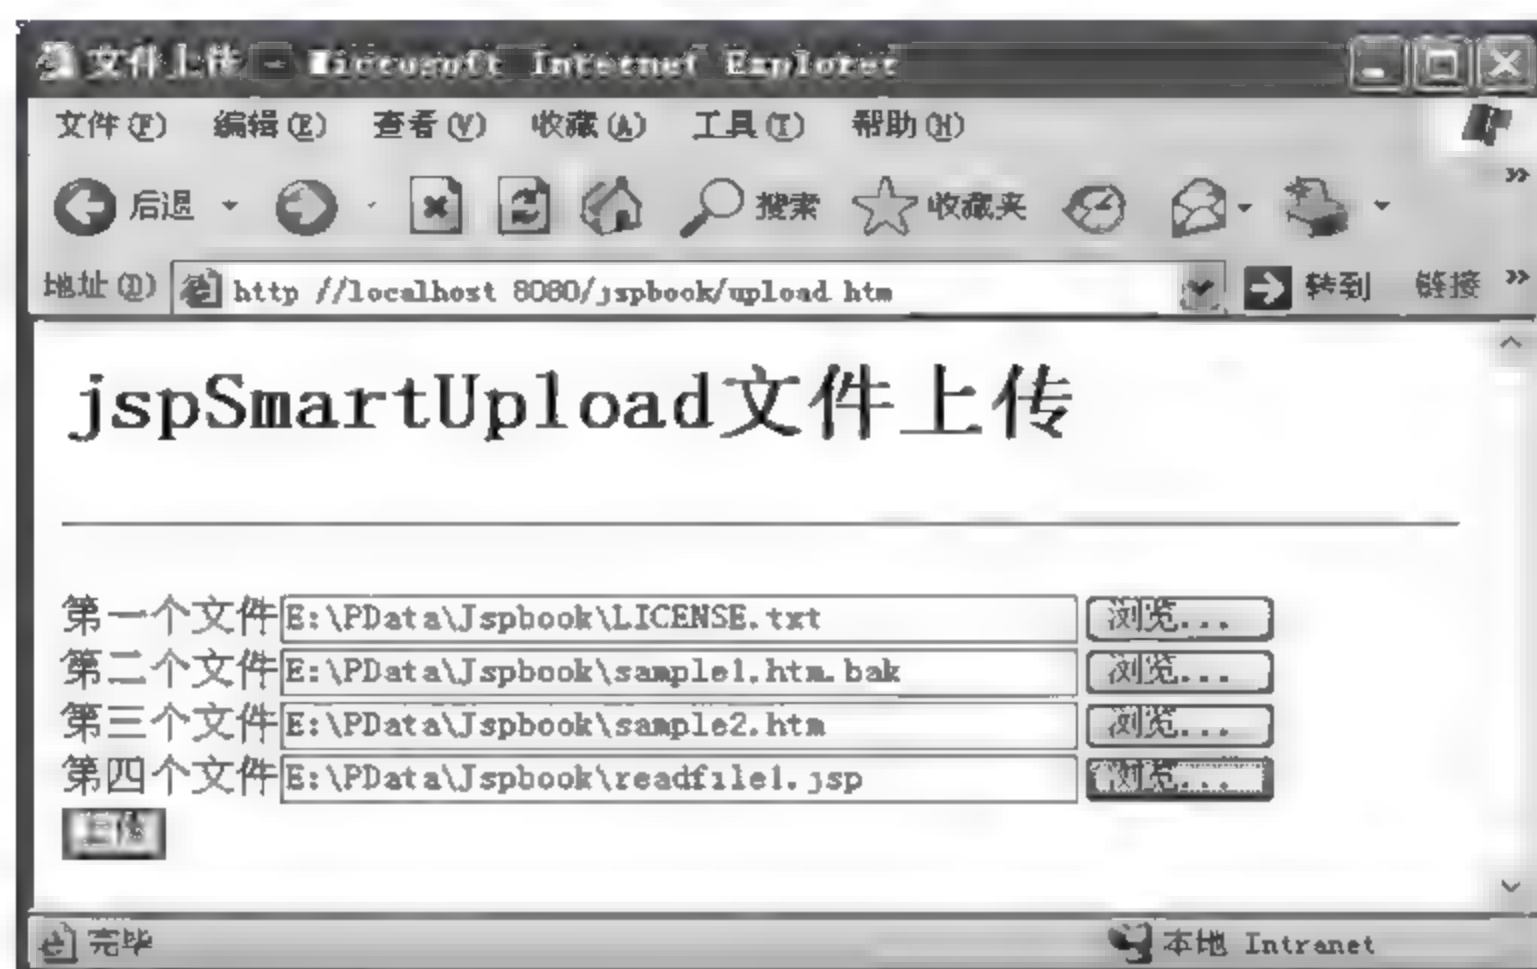 文件上传 - Microsoft Internet Explorer
文件(F) 编辑(E) 查看(V) 收藏(A) 工具(T) 帮助(H)
后退 搜索 收藏夹 »
地址(D) http //localhost 8080/jspbook/upload htm 转到 链接 »
jspSmartUpload文件上传
第一个文件 E:\PData\Jspbook\LICENSE.txt 浏览...
第二个文件 E:\PData\Jspbook\sample1.htm.bak 浏览...
第三个文件 E:\PData\Jspbook\sample2.htm 浏览...
第四个文件 E:\PData\Jspbook\readfile1.jsp 浏览...
完毕 本地 Intranet